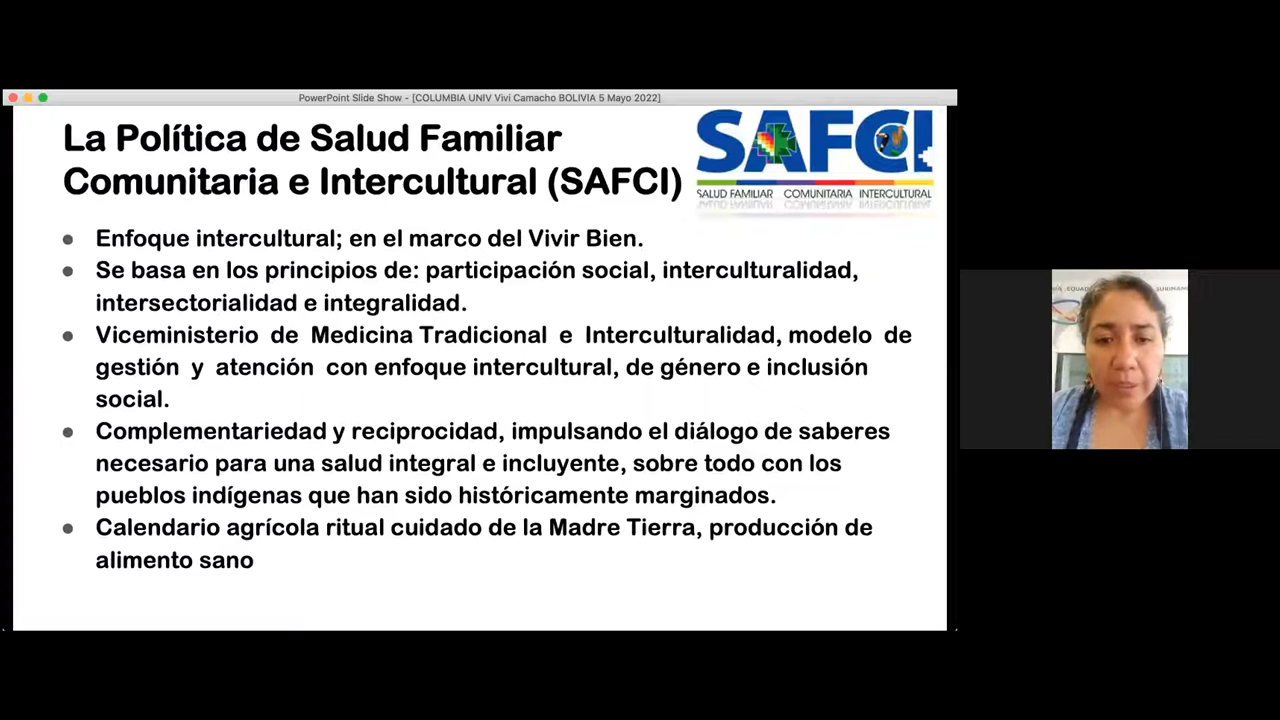 PowerPoint Slide Show - [COLUMBIA UNIV Vivi Camacho BOLIVIA 5 Mayo 2022]
La Política de Salud Familiar
Comunitaria e Intercultural (SAFCI)
SAFCI
SALUD FAMILIAR COMUNITARIA INTERCULTURAL
Enfoque intercultural; en el marco del Vivir Bien.
Se basa en los principios de: participación social, interculturalidad,
intersectorialidad e integralidad.
Viceministerio de Medicina Tradicional e Interculturalidad, modelo de
gestión y atención con enfoque intercultural, de género e inclusión
social.
Complementariedad y reciprocidad, impulsando el diálogo de saberes
necesario para una salud integral e incluyente, sobre todo con los
pueblos indígenas que han sido históricamente marginados.
Calendario agrícola ritual cuidado de la Madre Tierra, producción de
alimento sano